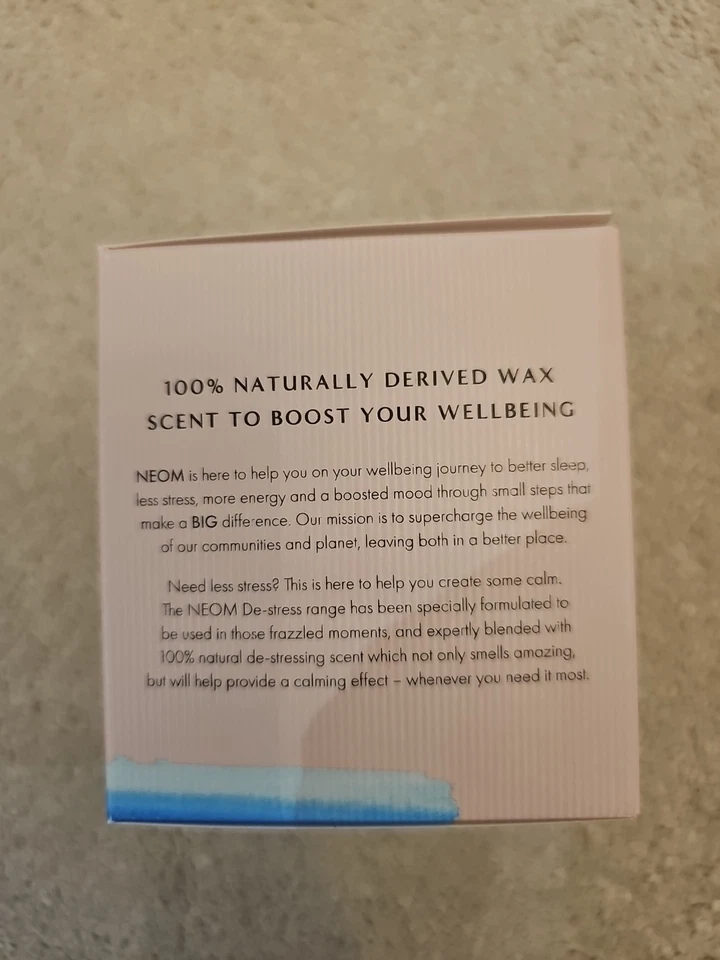 100% NATURALLY DERIVED WAX
SCENT TO BOOST YOUR WELLBEING
NEOM is here to help you on your wellbeing journey to better sleep,
less stress, more energy and a boosted mood through small steps that
make a BIG difference. Our mission is to supercharge the wellbeing
of our communities and planet, leaving both in a better place.
Need less stress? This is here to help you create some calm.
The NEOM De-stress range has been specially formulated to
be used in those frazzled moments, and expertly blended with
100% natural de-stressing scent which not only smells amazing,
but will help provide a calming effect – whenever you need it most.